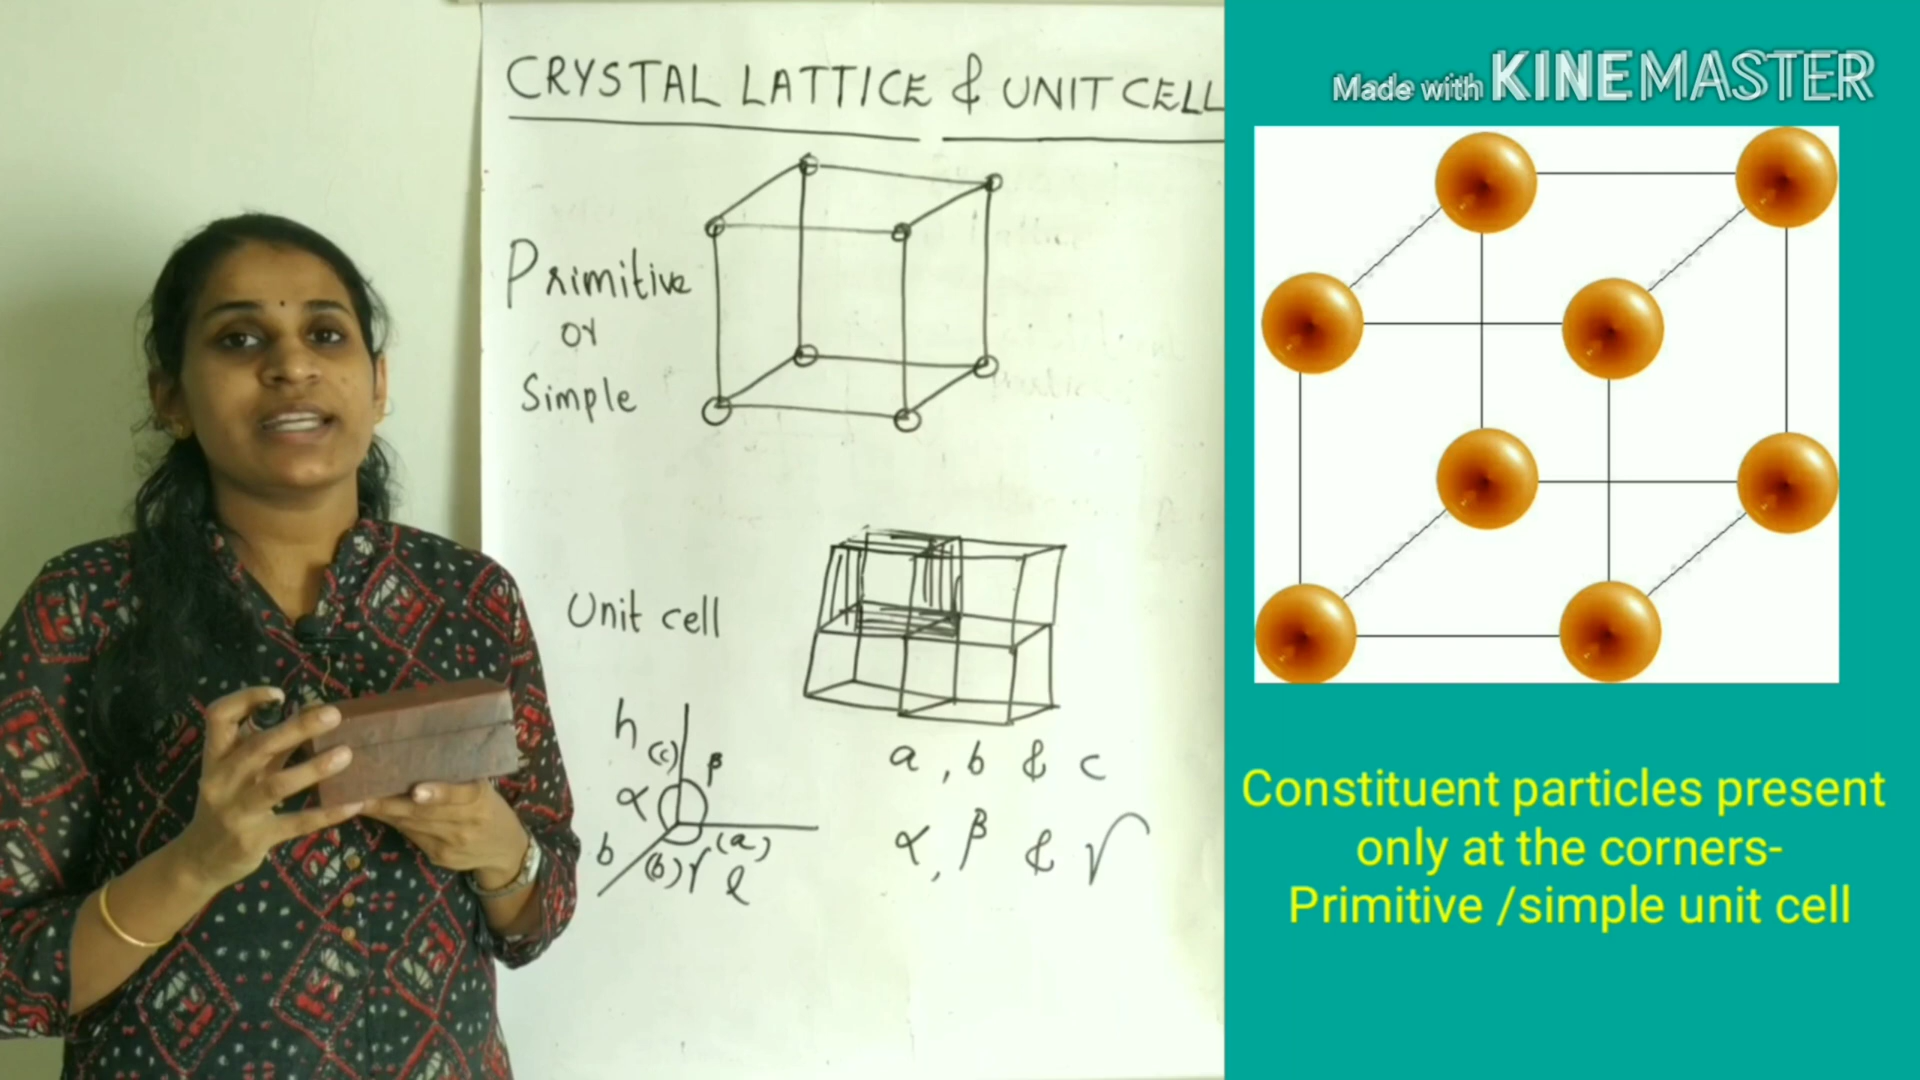 CRYSTAL LATTICE & UNIT CELL
Primitive
or
Simple
Unit cell
h
(c)
β
α
b
(b)
γ
(a)
l
a, b & c
α, β & γ
Made with KINEMASTER
Constituent particles present
only at the corners-
Primitive /simple unit cell